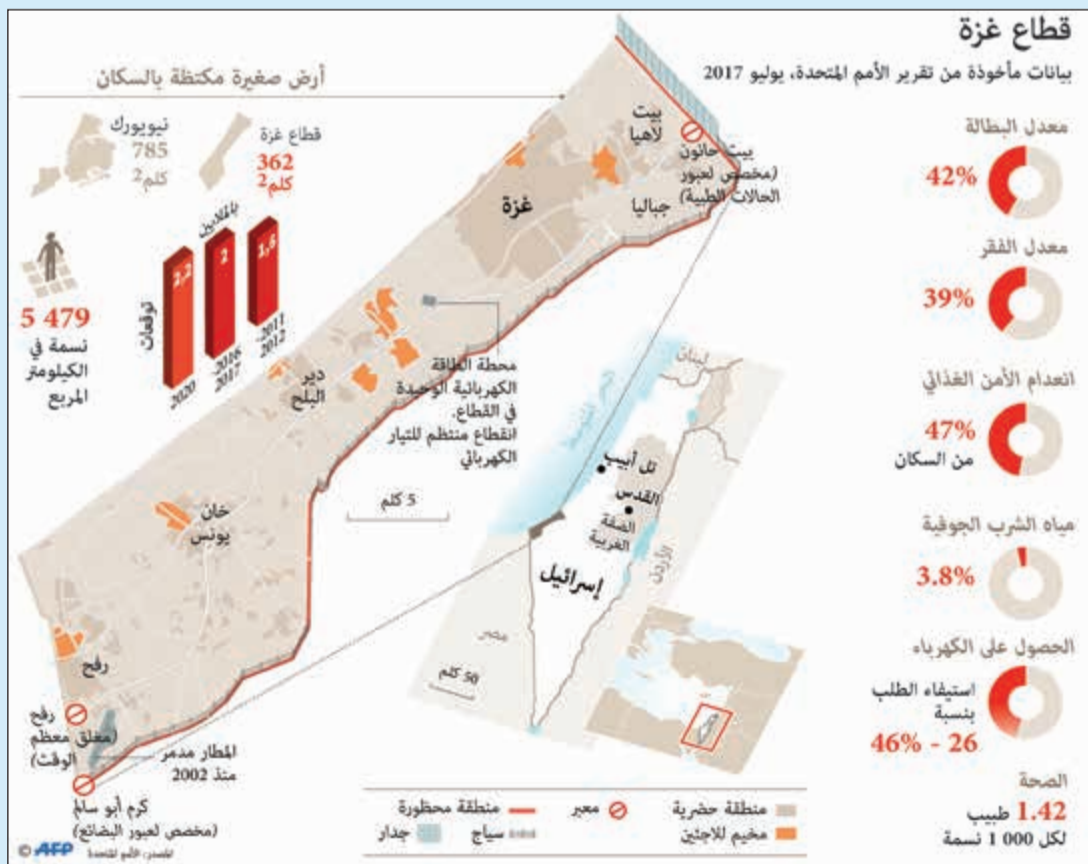 قطاع غزة
بيانات مأخوذة من تقرير الأمم المتحدة، يوليو 2017
معدل البطالة
42%
معدل الفقر
39%
انعدام الأمن الغذائي
47%
من السكان
مياه الشرب الجوفية
3.8%
الحصول على الكهرباء
استيفاء الطلب
بنسبة
46% - 26
الصحة
1.42 طبيب
لكل 000 1 نسمة
أرض صغيرة مكتظة بالسكان
قطاع غزة
362
كلم2
نيويورك
785
كلم2
بالملايين
1,6
2
2,2
2011-
2012
2016-
2017
2020
توقعات
5 479
نسمة في
الكيلومتر
المربع
بيت
لاهيا
بيت حانون
(مخصص لعبور
الحالات الطبية)
جباليا
غزة
محطة الطاقة
الكهربائية الوحيدة
في القطاع.
انقطاع منتظم للتيار
الكهربائي
دير
البلح
5 كلم
خان
يونس
رفح
رفح
(مغلق معظم
الوقت)
المطار مدمر
منذ 2002
كرم أبو سالم
(مخصص لعبور البضائع)
لبنان
تل أبيب
القدس
الضفة
الغربية
الأردن
إسرائيل
مصر
50 كلم
منطقة حضرية
معبر
منطقة محظورة
مخيم للاجئين
سياج
جدار
المصدر: الأمم المتحدة
© AFP